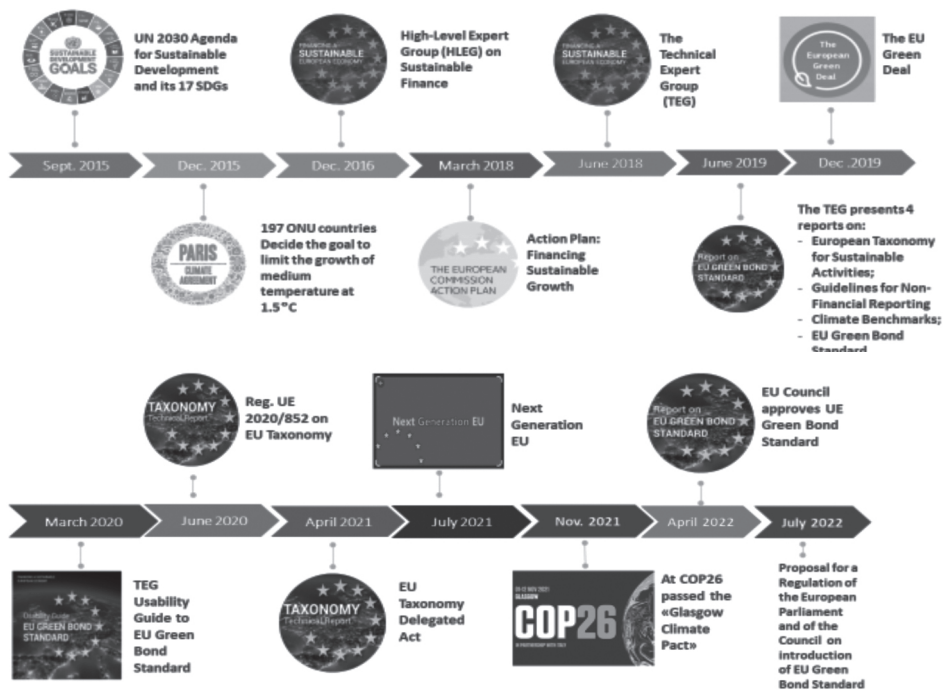 SUSTAINABLE
DEVELOPMENT
GOALS
UN 2030 Agenda
for Sustainable
Development
and its 17 SDGs
FINANCING A
SUSTAINABLE
EUROPEAN ECONOMY
High-Level Expert
Group (HLEG) on
Sustainable
Finance
FINANCING A
SUSTAINABLE
EUROPEAN ECONOMY
The
Technical
Expert
Group
(TEG)
The
European
Green
Deal
The EU
Green
Deal
Sept. 2015
Dec. 2015
Dec. 2016
March 2018
June 2018
June 2019
Dec .2019
PARIS
CLIMATE
AGREEMENT
197 ONU countries
Decide the goal to
limit the growth of
medium
temperature at
1.5°C
THE EUROPEAN
COMMISSION
ACTION PLAN
Action Plan:
Financing
Sustainable
Growth
Report on
EU GREEN BOND
STANDARD
The TEG presents 4
reports on:
- European Taxonomy
for Sustainable
Activities;
- Guidelines for Non-
Financial Reporting
- Climate Benchmarks;
- EU Green Bond
Standard
TAXONOMY
Technical Report
Reg. UE
2020/852 on
EU Taxonomy
Next Generation EU
Next
Generation
EU
Report on
EU GREEN BOND
STANDARD
EU Council
approves UE
Green Bond
Standard
March 2020
June 2020
April 2021
July 2021
Nov. 2021
April 2022
July 2022
Usability Guide
EU GREEN BOND
STANDARD
TEG
Usability
Guide to
EU Green
Bond
Standard
TAXONOMY
Technical Report
EU
Taxonomy
Delegated
Act
GLASGOW
COP26
At COP26
passed the
«Glasgow
Climate
Pact»
Proposal for a
Regulation of
the European
Parliament
and of the
Council on
introduction
of EU Green
Bond Standard